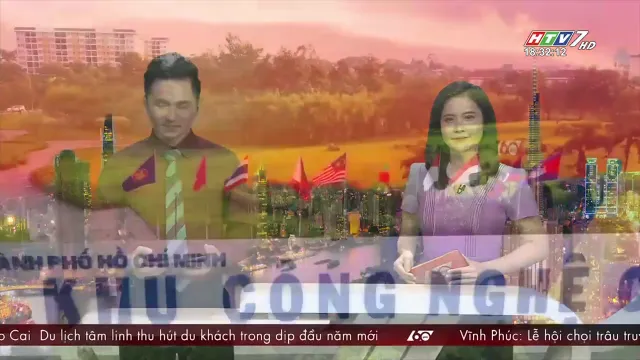 HTV7 HD
18:32:12
ÀNH PHỐ HỒ CHÍ MINH
KHU CÔNG NGHỆ C
o Cai Du lịch tâm linh thu hút du khách trong dịp đầu năm mới 60 Vĩnh Phúc: Lễ hội chọi trâu tru